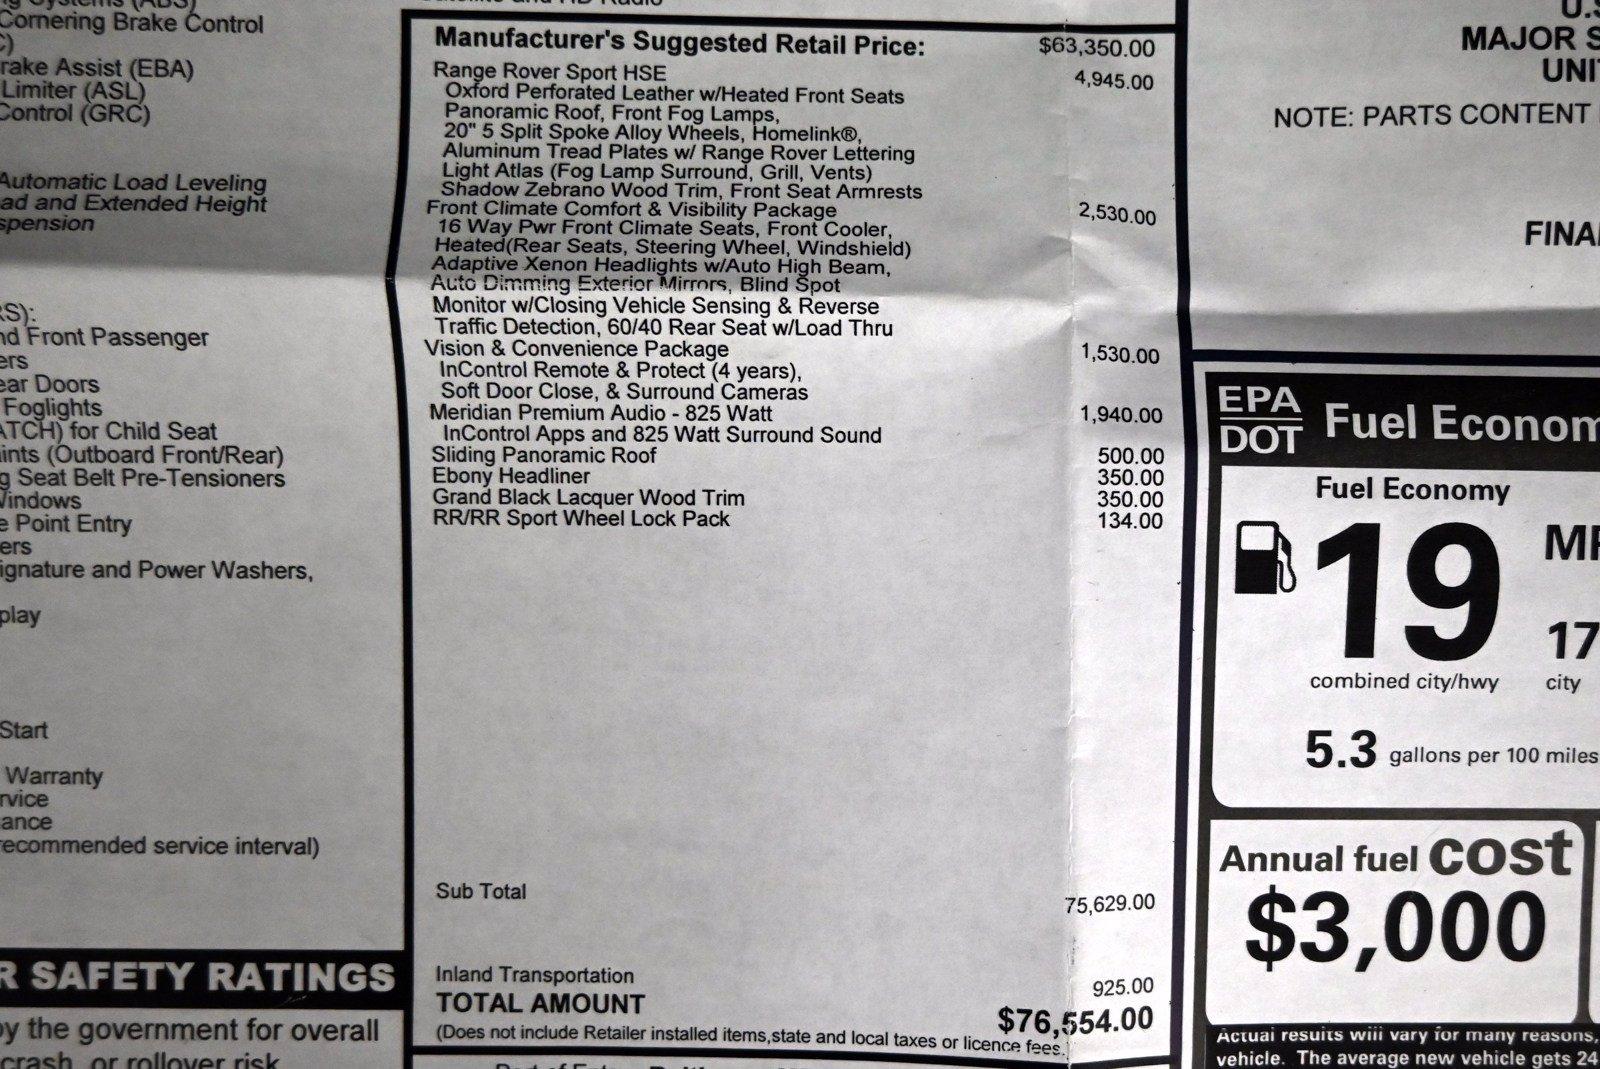 Cornering Brake Control
rake Assist (EBA)
Limiter (ASL)
Control (GRC)
Automatic Load Leveling
ad and Extended Height
spension
RS):
nd Front Passenger
ers
ear Doors
Foglights
ATCH) for Child Seat
ints (Outboard Front/Rear)
g Seat Belt Pre-Tensioners
Windows
e Point Entry
ers
ignature and Power Washers,
play
Start
Warranty
rvice
ance
recommended service interval)
R SAFETY RATINGS
by the government for overall
crash, or rollover risk
Manufacturer's Suggested Retail Price: $63,350.00
Range Rover Sport HSE 4,945.00
Oxford Perforated Leather w/Heated Front Seats
Panoramic Roof, Front Fog Lamps,
20" 5 Split Spoke Alloy Wheels, Homelink®,
Aluminum Tread Plates w/ Range Rover Lettering
Light Atlas (Fog Lamp Surround, Grill, Vents)
Shadow Zebrano Wood Trim, Front Seat Armrests
Front Climate Comfort & Visibility Package 2,530.00
16 Way Pwr Front Climate Seats, Front Cooler,
Heated(Rear Seats, Steering Wheel, Windshield)
Adaptive Xenon Headlights w/Auto High Beam,
Auto Dimming Exterior Mirrors, Blind Spot
Monitor w/Closing Vehicle Sensing & Reverse
Traffic Detection, 60/40 Rear Seat w/Load Thru
Vision & Convenience Package 1,530.00
InControl Remote & Protect (4 years),
Soft Door Close, & Surround Cameras
Meridian Premium Audio - 825 Watt 1,940.00
InControl Apps and 825 Watt Surround Sound
Sliding Panoramic Roof 500.00
Ebony Headliner 350.00
Grand Black Lacquer Wood Trim 350.00
RR/RR Sport Wheel Lock Pack 134.00
Sub Total 75,629.00
Inland Transportation 925.00
TOTAL AMOUNT $76,554.00
(Does not include Retailer installed items,state and local taxes or licence fees.
U.S
MAJOR S
UNI
NOTE: PARTS CONTENT
FINA
EPA
DOT
Fuel Econom
Fuel Economy
19
combined city/hwy
17
city
5.3 gallons per 100 miles
Annual fuel cost
$3,000
Actual results will vary for many reasons,
vehicle. The average new vehicle gets 24